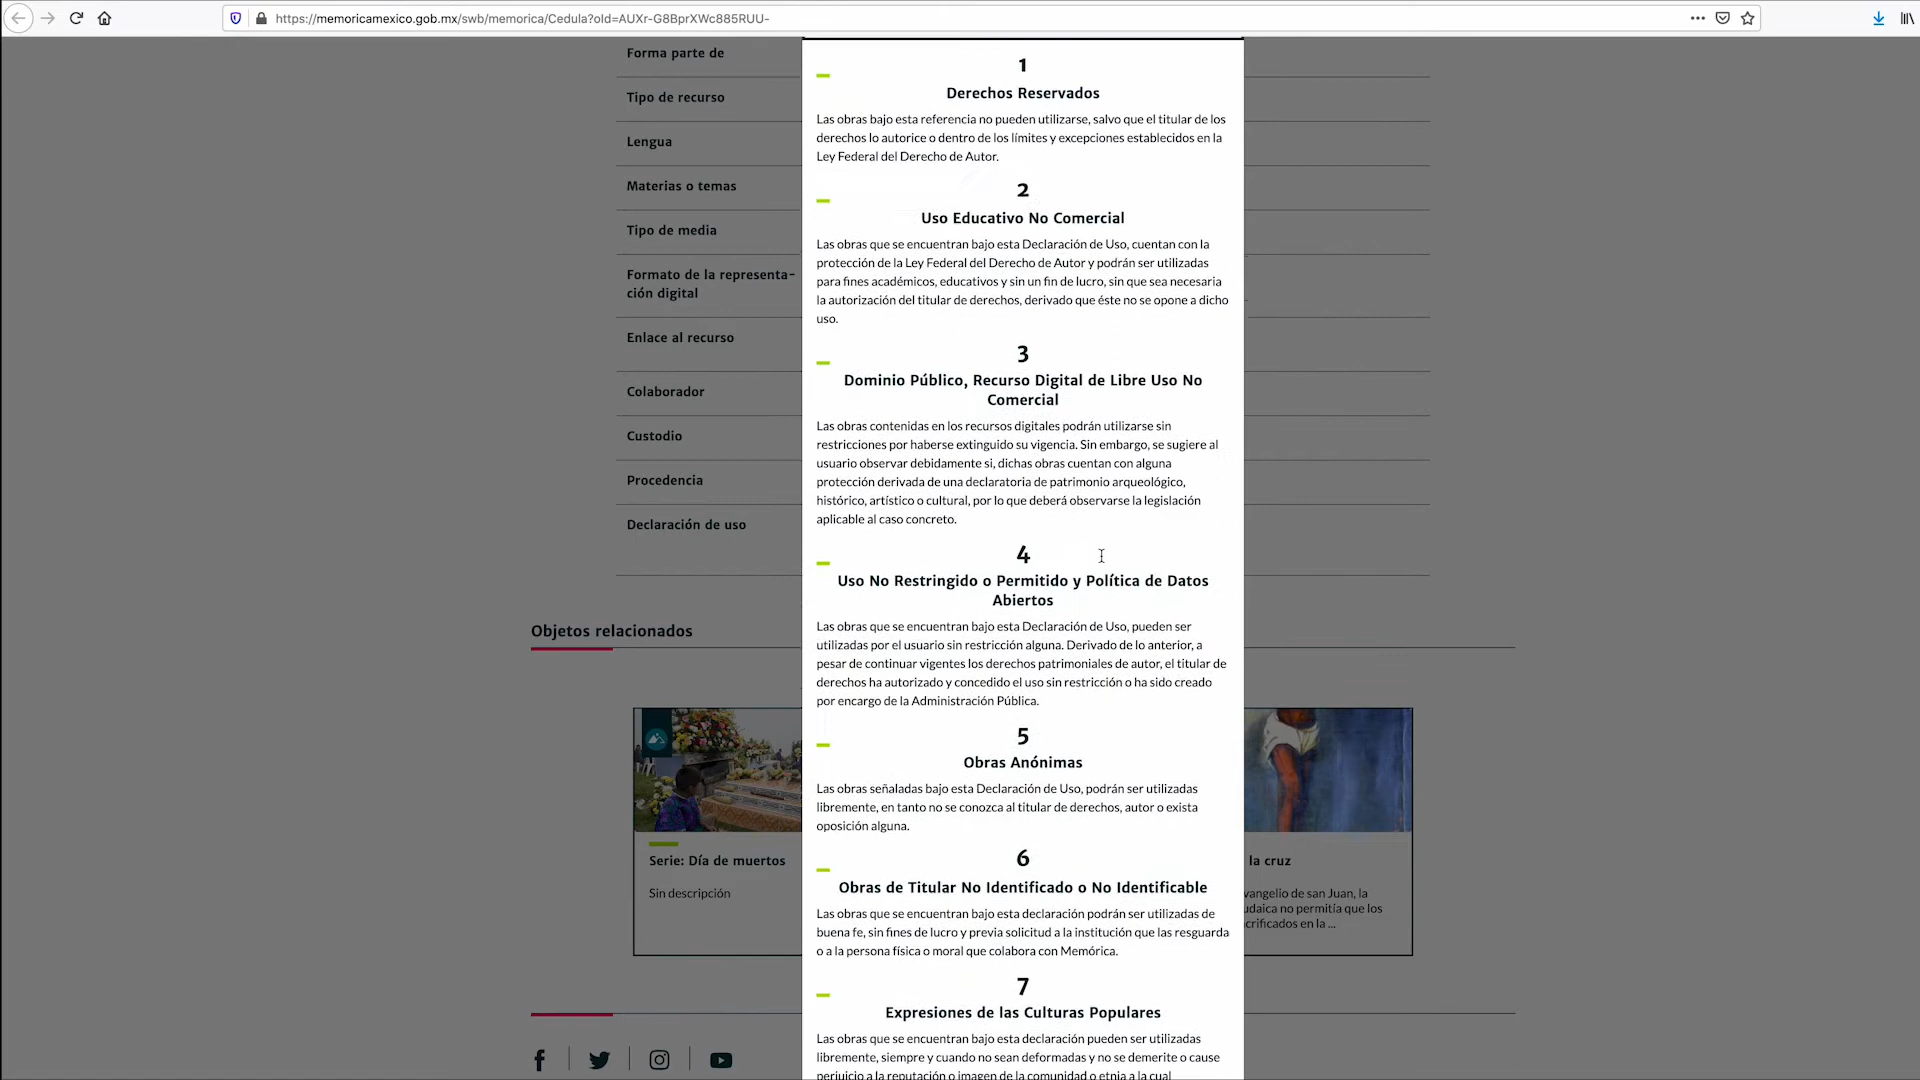 https://memoricamexico.gob.mx/swb/memorica/Cedula?oId=AUXr-G8BprXWc885RUU-
Forma parte de
Tipo de recurso
Lengua
Materias o temas
Tipo de media
Formato de la representa-
ción digital
Enlace al recurso
Colaborador
Custodio
Procedencia
Declaración de uso
1
Derechos Reservados
Las obras bajo esta referencia no pueden utilizarse, salvo que el titular de los
derechos lo autorice o dentro de los límites y excepciones establecidos en la
Ley Federal del Derecho de Autor.
2
Uso Educativo No Comercial
Las obras que se encuentran bajo esta Declaración de Uso, cuentan con la
protección de la Ley Federal del Derecho de Autor y podrán ser utilizadas
para fines académicos, educativos y sin un fin de lucro, sin que sea necesaria
la autorización del titular de derechos, derivado que éste no se opone a dicho
uso.
3
Dominio Público, Recurso Digital de Libre Uso No
Comercial
Las obras contenidas en los recursos digitales podrán utilizarse sin
restricciones por haberse extinguido su vigencia. Sin embargo, se sugiere al
usuario observar debidamente si, dichas obras cuentan con alguna
protección derivada de una declaratoria de patrimonio arqueológico,
histórico, artístico o cultural, por lo que deberá observarse la legislación
aplicable al caso concreto.
4
Uso No Restringido o Permitido y Política de Datos
Abiertos
Las obras que se encuentran bajo esta Declaración de Uso, pueden ser
utilizadas por el usuario sin restricción alguna. Derivado de lo anterior, a
pesar de continuar vigentes los derechos patrimoniales de autor, el titular de
derechos ha autorizado y concedido el uso sin restricción o ha sido creado
por encargo de la Administración Pública.
5
Obras Anónimas
Las obras señaladas bajo esta Declaración de Uso, podrán ser utilizadas
libremente, en tanto no se conozca al titular de derechos, autor o exista
oposición alguna.
6
Obras de Titular No Identificado o No Identificable
Las obras que se encuentran bajo esta declaración podrán ser utilizadas de
buena fe, sin fines de lucro y previa solicitud a la institución que las resguarda
o a la persona física o moral que colabora con Memórica.
7
Expresiones de las Culturas Populares
Las obras que se encuentran bajo esta declaración pueden ser utilizadas
libremente, siempre y cuando no sean deformadas y no se demerite o cause
perjuicio a la reputación o imagen de la comunidad o etnia a la cual
Objetos relacionados
Serie: Día de muertos
Sin descripción
la cruz
vangelio de san Juan, la
udaica no permitía que los
crificados en la ...